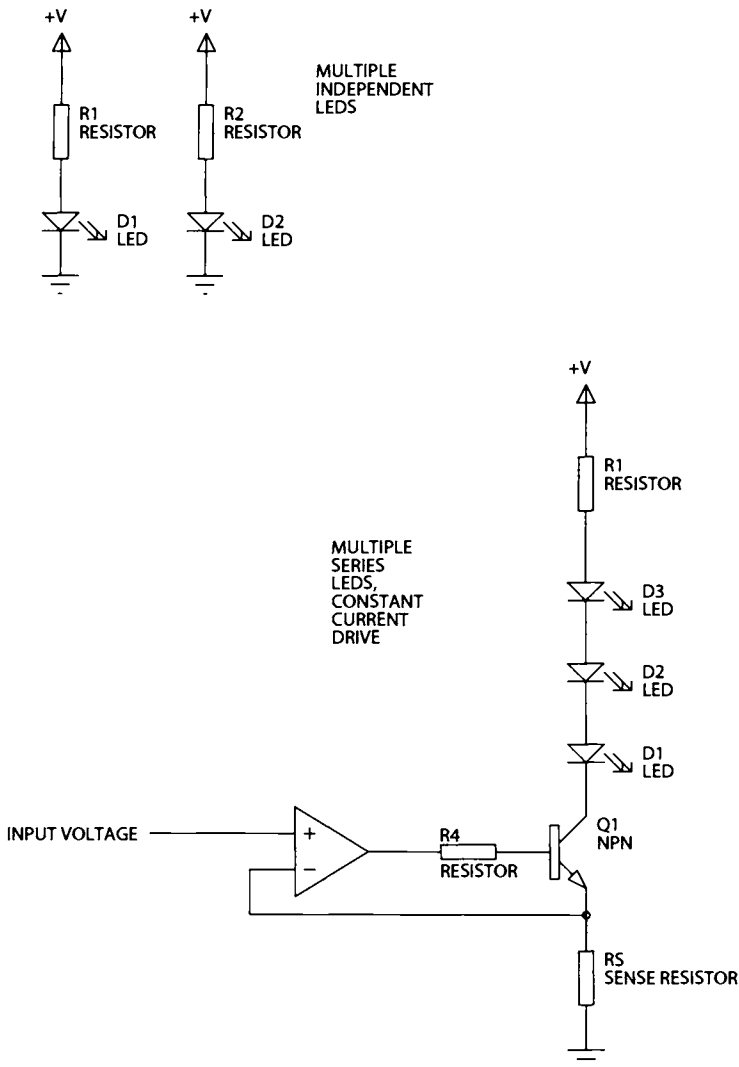 +V
+V
MULTIPLE
INDEPENDENT
LEDS
R1
RESISTOR
R2
RESISTOR
D1
LED
D2
LED
+V
R1
RESISTOR
MULTIPLE
SERIES
LEDS,
CONSTANT
CURRENT
DRIVE
D3
LED
D2
LED
D1
LED
INPUT VOLTAGE
+
−
R4
RESISTOR
Q1
NPN
RS
SENSE RESISTOR